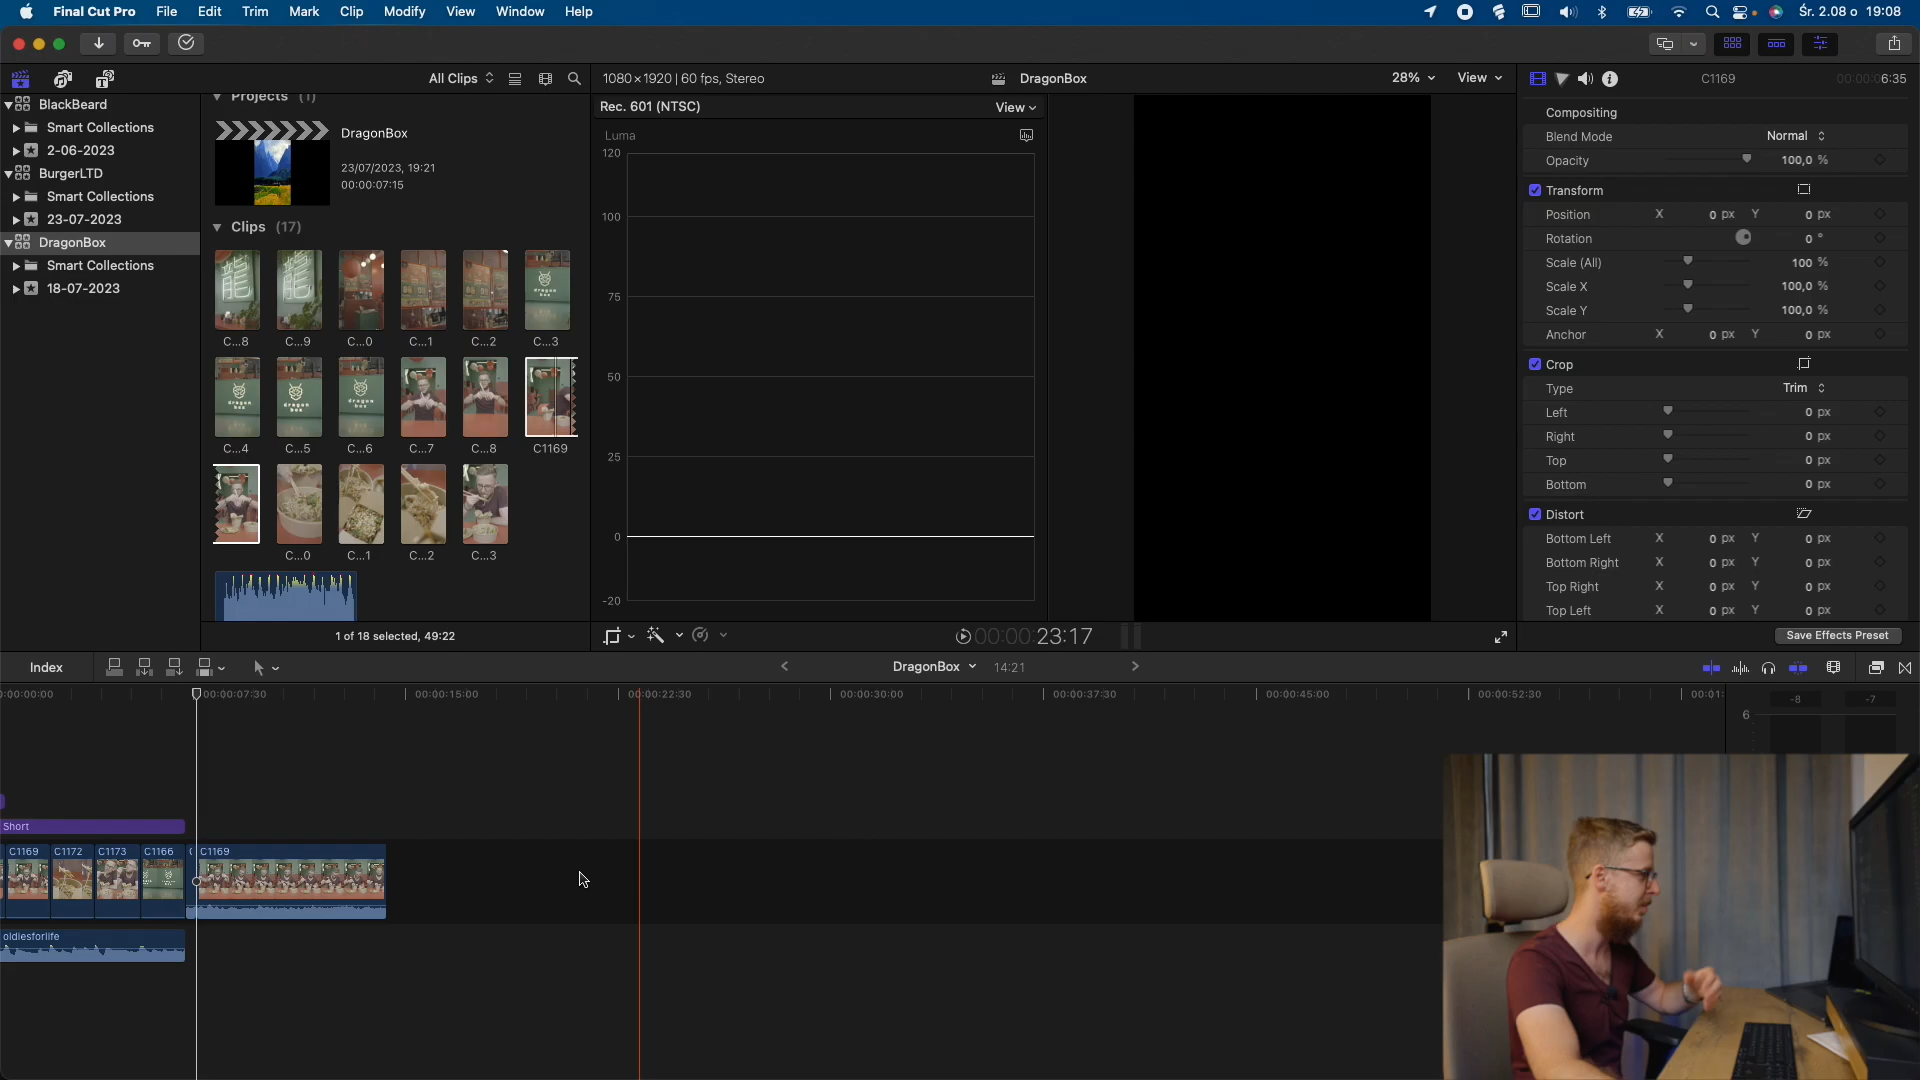 Final Cut Pro File Edit Trim Mark Clip Modify View Window Help
Śr. 2.08 o 19:08
All Clips
1080×1920 | 60 fps, Stereo
DragonBox
28%
View
C1169
00:00:06:35
BlackBeard
Smart Collections
2-06-2023
BurgerLTD
Smart Collections
23-07-2023
DragonBox
Smart Collections
18-07-2023
Projects (1)
DragonBox
23/07/2023, 19:21
00:00:07:15
Clips (17)
C...8 C...9 C...0 C...1 C...2 C...3
C...4 C...5 C...6 C...7 C...8 C1169
C...0 C...1 C...2 C...3
1 of 18 selected, 49:22
Rec. 601 (NTSC)
View
Luma
120
100
75
50
25
0
-20
00:00:23:17
Compositing
Blend Mode Normal
Opacity 100,0 %
Transform
Position X 0 px Y 0 px
Rotation 0 °
Scale (All) 100 %
Scale X 100,0 %
Scale Y 100,0 %
Anchor X 0 px Y 0 px
Crop
Type Trim
Left 0 px
Right 0 px
Top 0 px
Bottom 0 px
Distort
Bottom Left X 0 px Y 0 px
Bottom Right X 0 px Y 0 px
Top Right X 0 px Y 0 px
Top Left X 0 px Y 0 px
Save Effects Preset
Index
DragonBox 14:21
00:00:00:00 00:00:07:30 00:00:15:00 00:00:22:30 00:00:30:00 00:00:37:30 00:00:45:00 00:00:52:30 00:01:
-8 -7
6
Short
C1169 C1172 C1173 C1166 C1169
oldiesforlife